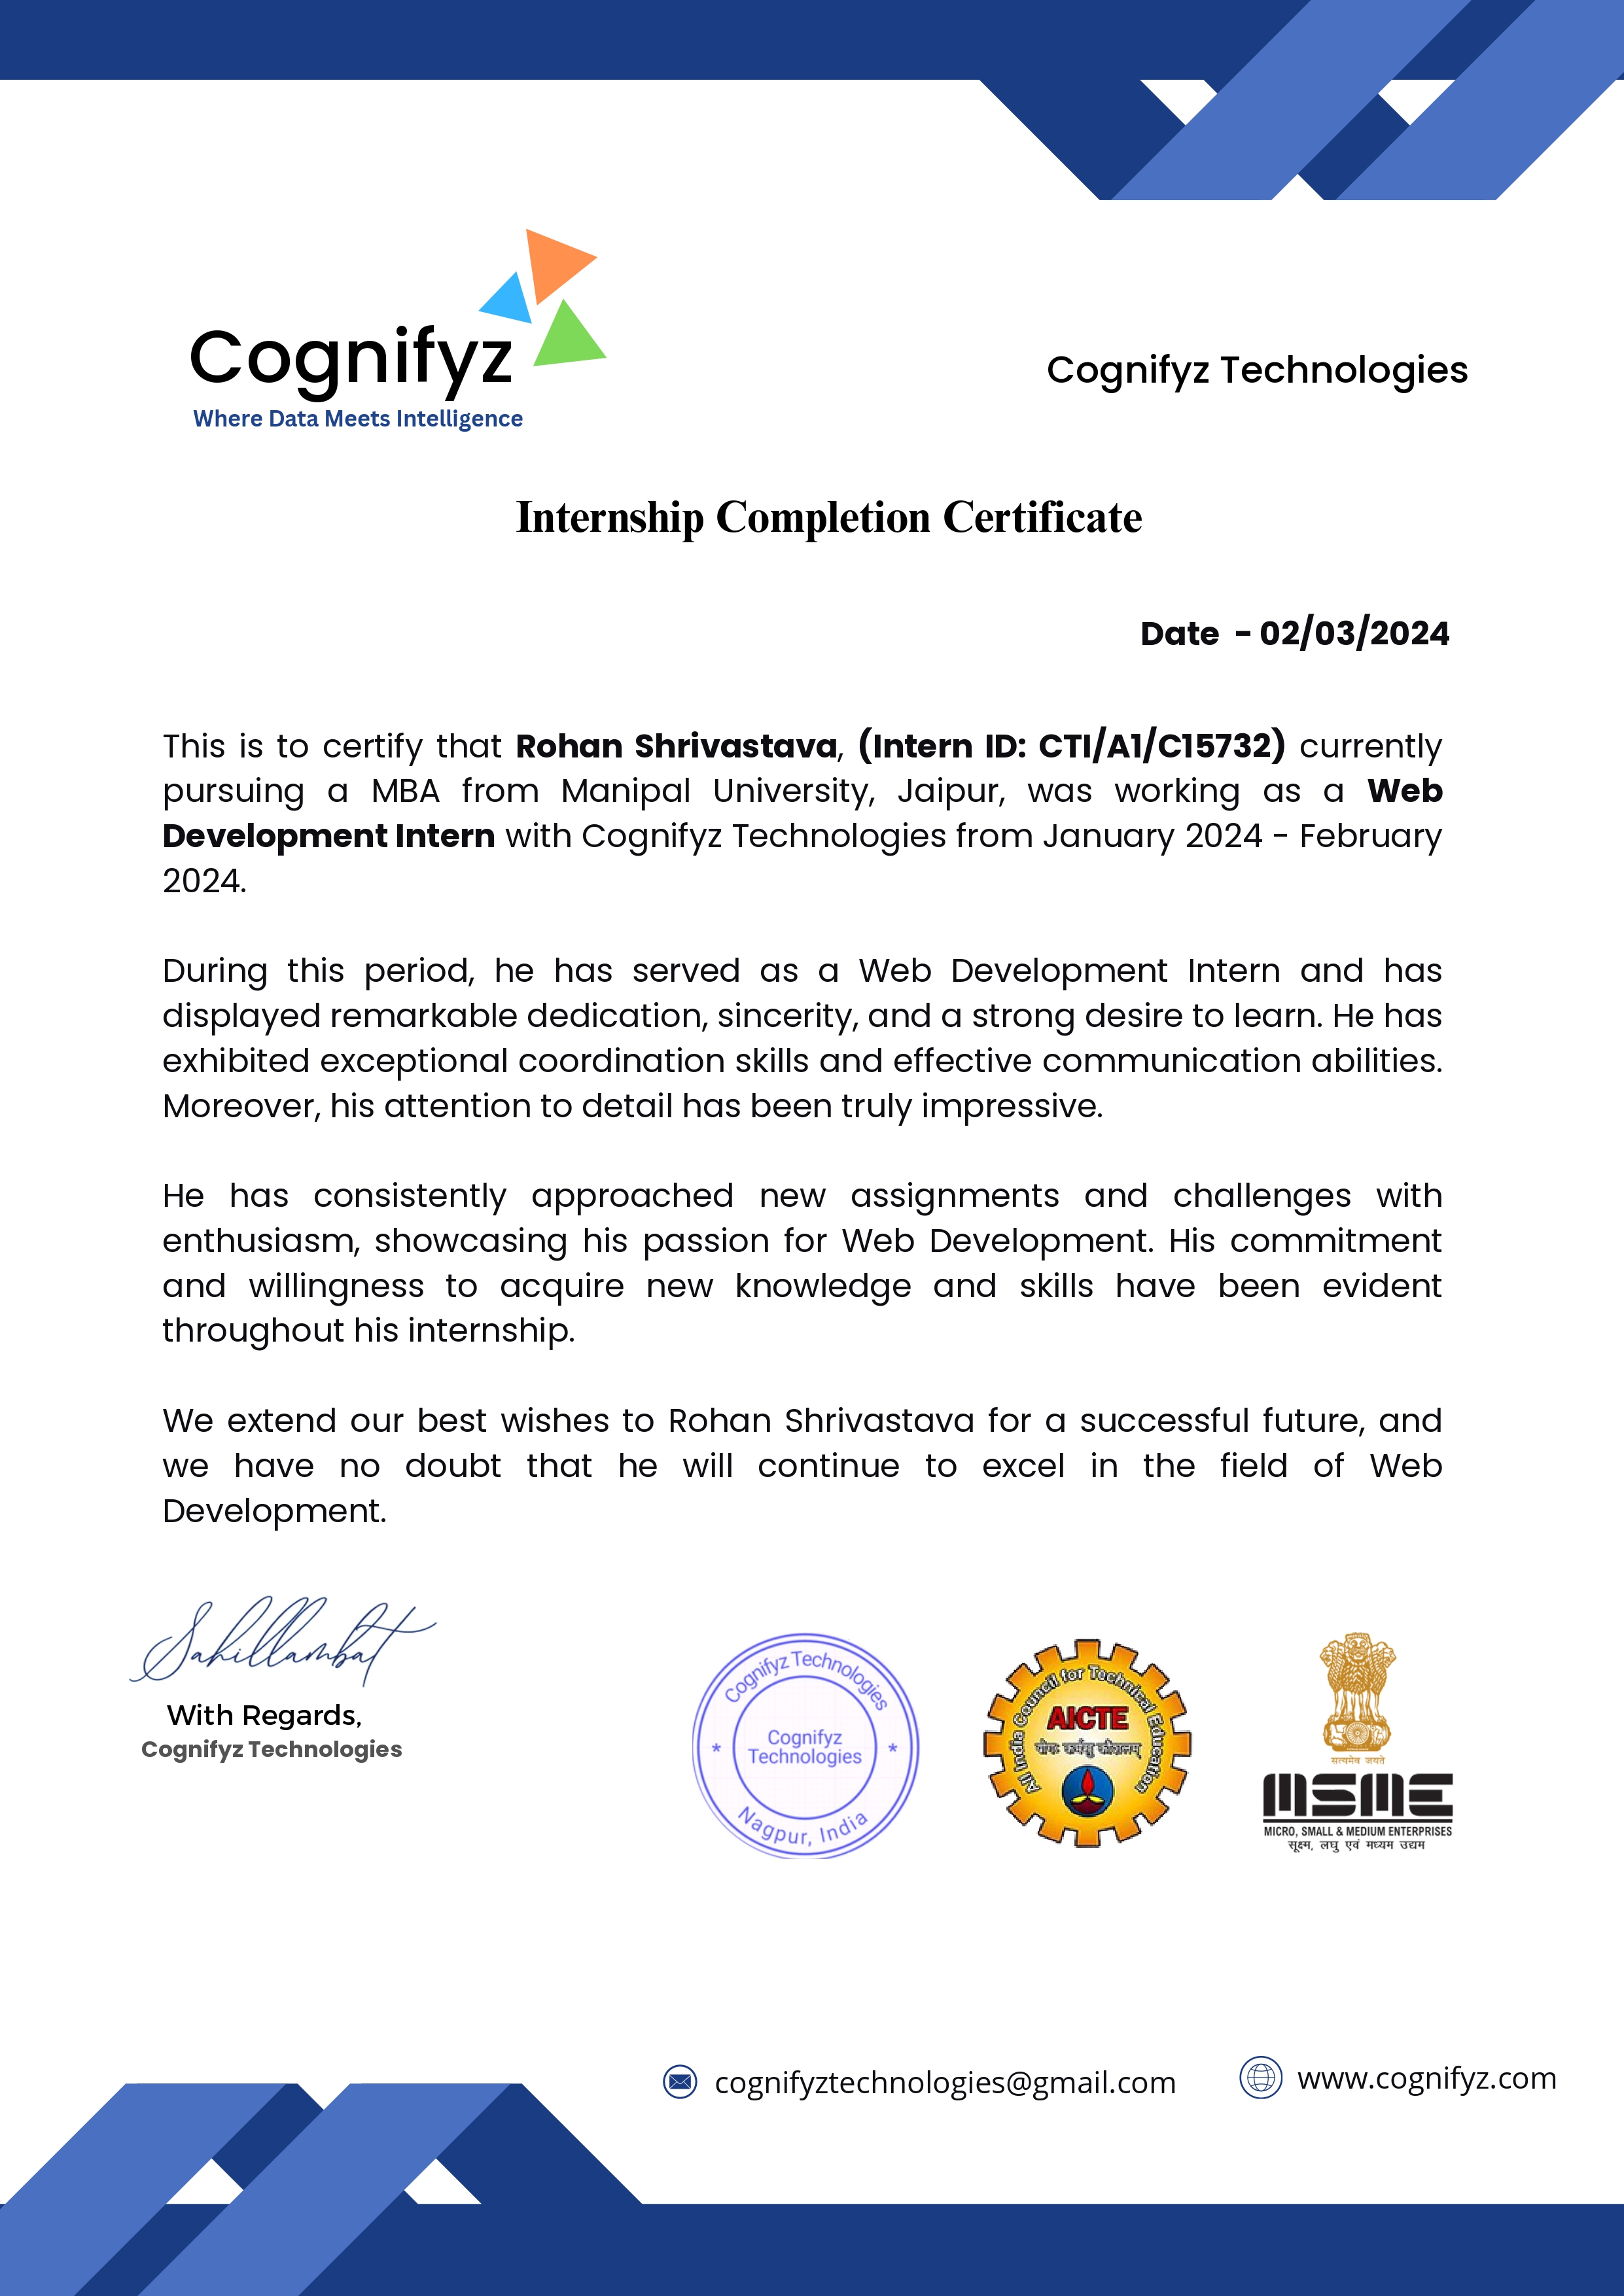 Cognifyz
Where Data Meets Intelligence
Cognifyz Technologies
Internship Completion Certificate
Date - 02/03/2024
This is to certify that Rohan Shrivastava, (Intern ID: CTI/A1/C15732) currently
pursuing a MBA from Manipal University, Jaipur, was working as a Web
Development Intern with Cognifyz Technologies from January 2024 - February
2024.
During this period, he has served as a Web Development Intern and has
displayed remarkable dedication, sincerity, and a strong desire to learn. He has
exhibited exceptional coordination skills and effective communication abilities.
Moreover, his attention to detail has been truly impressive.
He has consistently approached new assignments and challenges with
enthusiasm, showcasing his passion for Web Development. His commitment
and willingness to acquire new knowledge and skills have been evident
throughout his internship.
We extend our best wishes to Rohan Shrivastava for a successful future, and
we have no doubt that he will continue to excel in the field of Web
Development.
Sahillambat
With Regards,
Cognifyz Technologies
Cognifyz Technologies
Cognifyz
Technologies
* *
Nagpur, India
All India Council for Technical Education
AICTE
योगः कर्मसु कौशलम्
सत्यमेव जयते
MSME
MICRO, SMALL & MEDIUM ENTERPRISES
सूक्ष्म, लघु एवं मध्यम उद्यम
cognifyztechnologies@gmail.com
www.cognifyz.com